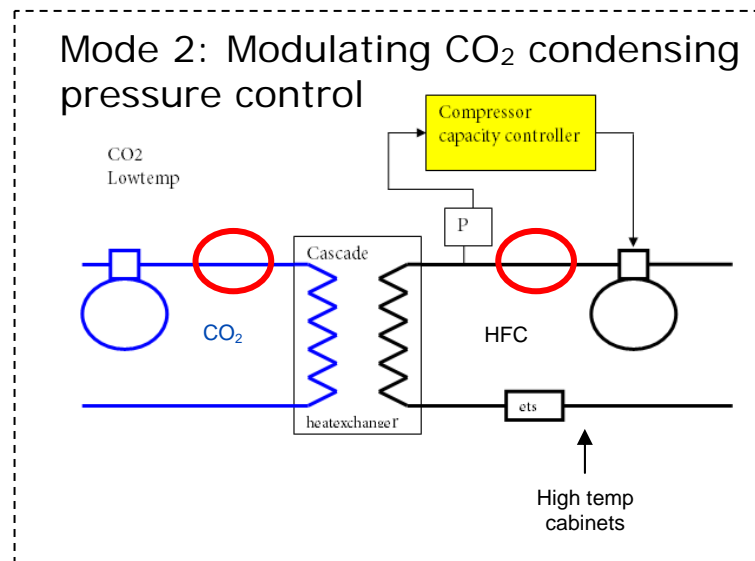 Mode 2: Modulating CO₂ condensing
pressure control
Compressor
capacity controller
CO2
Lowtemp
P
Cascade
CO₂
HFC
heatexchanger
ets
High temp
cabinets